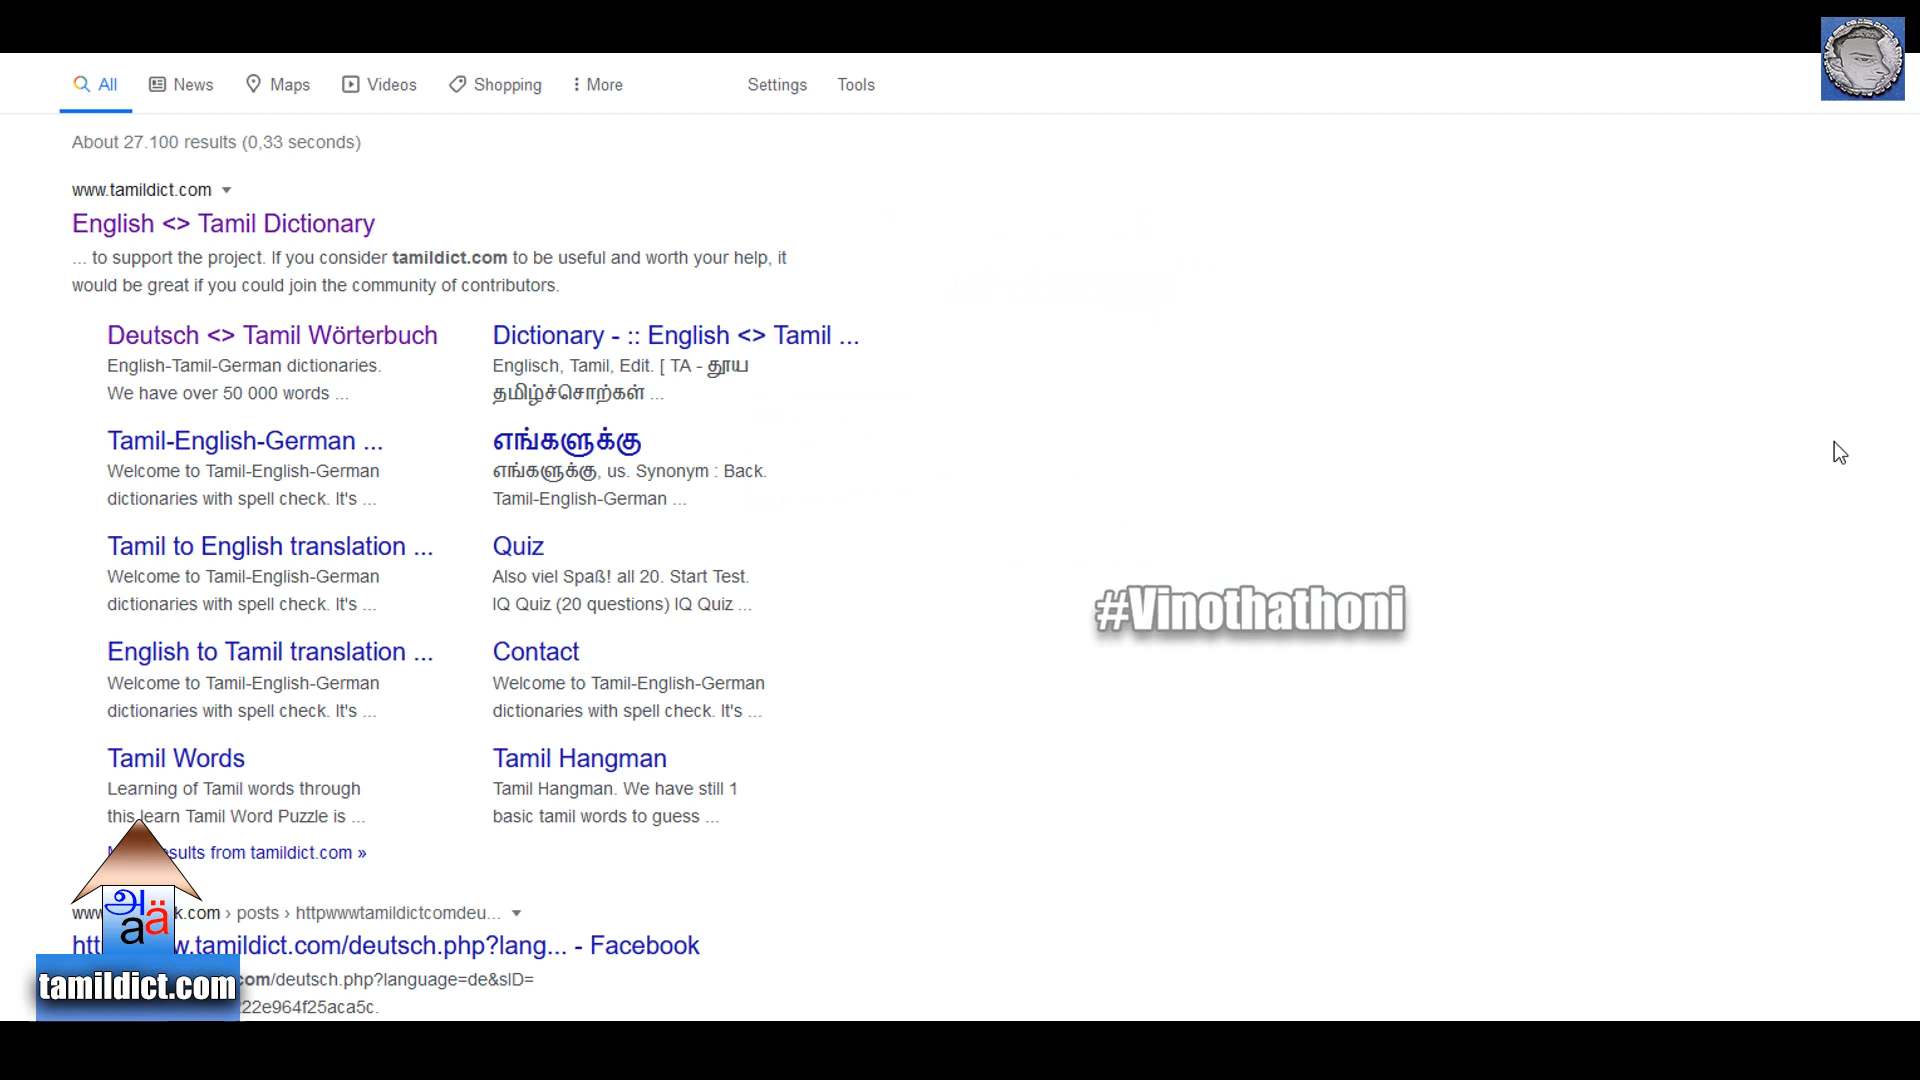 All News Maps Videos Shopping More Settings Tools
About 27.100 results (0,33 seconds)
www.tamildict.com
English <> Tamil Dictionary
... to support the project. If you consider tamildict.com to be useful and worth your help, it
would be great if you could join the community of contributors.
Deutsch <> Tamil Wörterbuch
English-Tamil-German dictionaries.
We have over 50 000 words ...
Dictionary - :: English <> Tamil ...
Englisch, Tamil, Edit. [ TA - தூய
தமிழ்ச்சொற்கள் ...
Tamil-English-German ...
Welcome to Tamil-English-German
dictionaries with spell check. It's ...
எங்களுக்கு
எங்களுக்கு, us. Synonym : Back.
Tamil-English-German ...
Tamil to English translation ...
Welcome to Tamil-English-German
dictionaries with spell check. It's ...
Quiz
Also viel Spaß! all 20. Start Test.
IQ Quiz (20 questions) IQ Quiz ...
English to Tamil translation ...
Welcome to Tamil-English-German
dictionaries with spell check. It's ...
Contact
Welcome to Tamil-English-German
dictionaries with spell check. It's ...
Tamil Words
Learning of Tamil words through
this learn Tamil Word Puzzle is ...
Tamil Hangman
Tamil Hangman. We have still 1
basic tamil words to guess ...
results from tamildict.com »
#Vinothathoni
.com › posts › httpwwwtamildictcomdeu...
.tamildict.com/deutsch.php?lang... - Facebook
com/deutsch.php?language=de&sID=
22e964f25aca5c.
அ a ä
tamildict.com